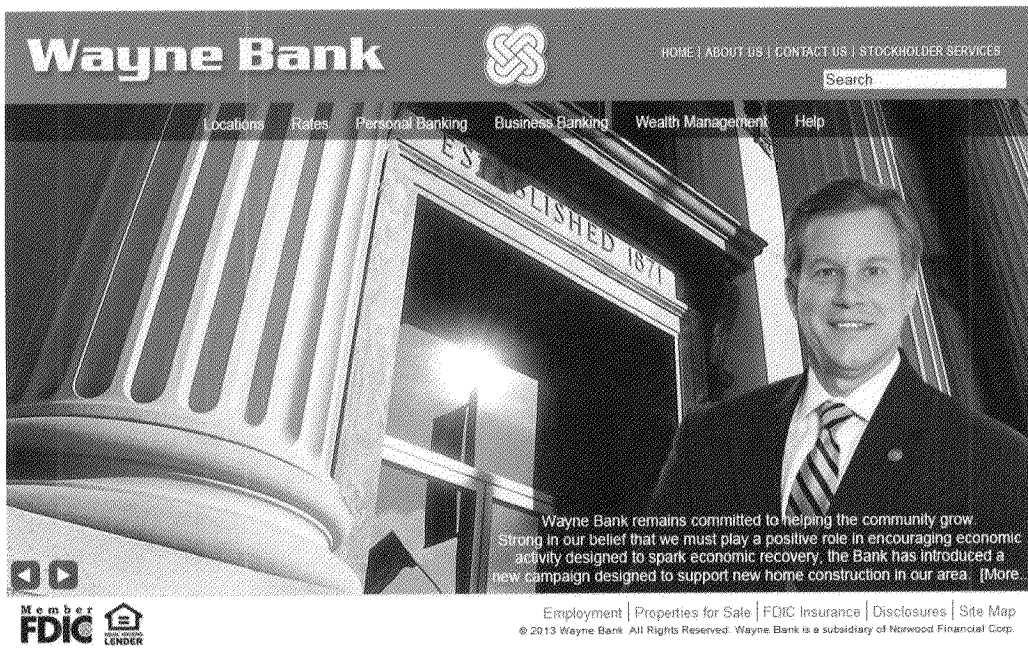 Wayne Bank
HOME | ABOUT US | CONTACT US | STOCKHOLDER SERVICES
Search
Locations Rates Personal Banking Business Banking Wealth Management Help
ESTABLISHED 1871
Wayne Bank remains committed to helping the community grow.
Strong in our belief that we must play a positive role in encouraging economic
activity designed to spark economic recovery, the Bank has introduced a
new campaign designed to support new home construction in our area. [More..
Member
FDIC
EQUAL HOUSING
LENDER
Employment | Properties for Sale | FDIC Insurance | Disclosures | Site Map
© 2013 Wayne Bank. All Rights Reserved. Wayne Bank is a subsidiary of Norwood Financial Corp.